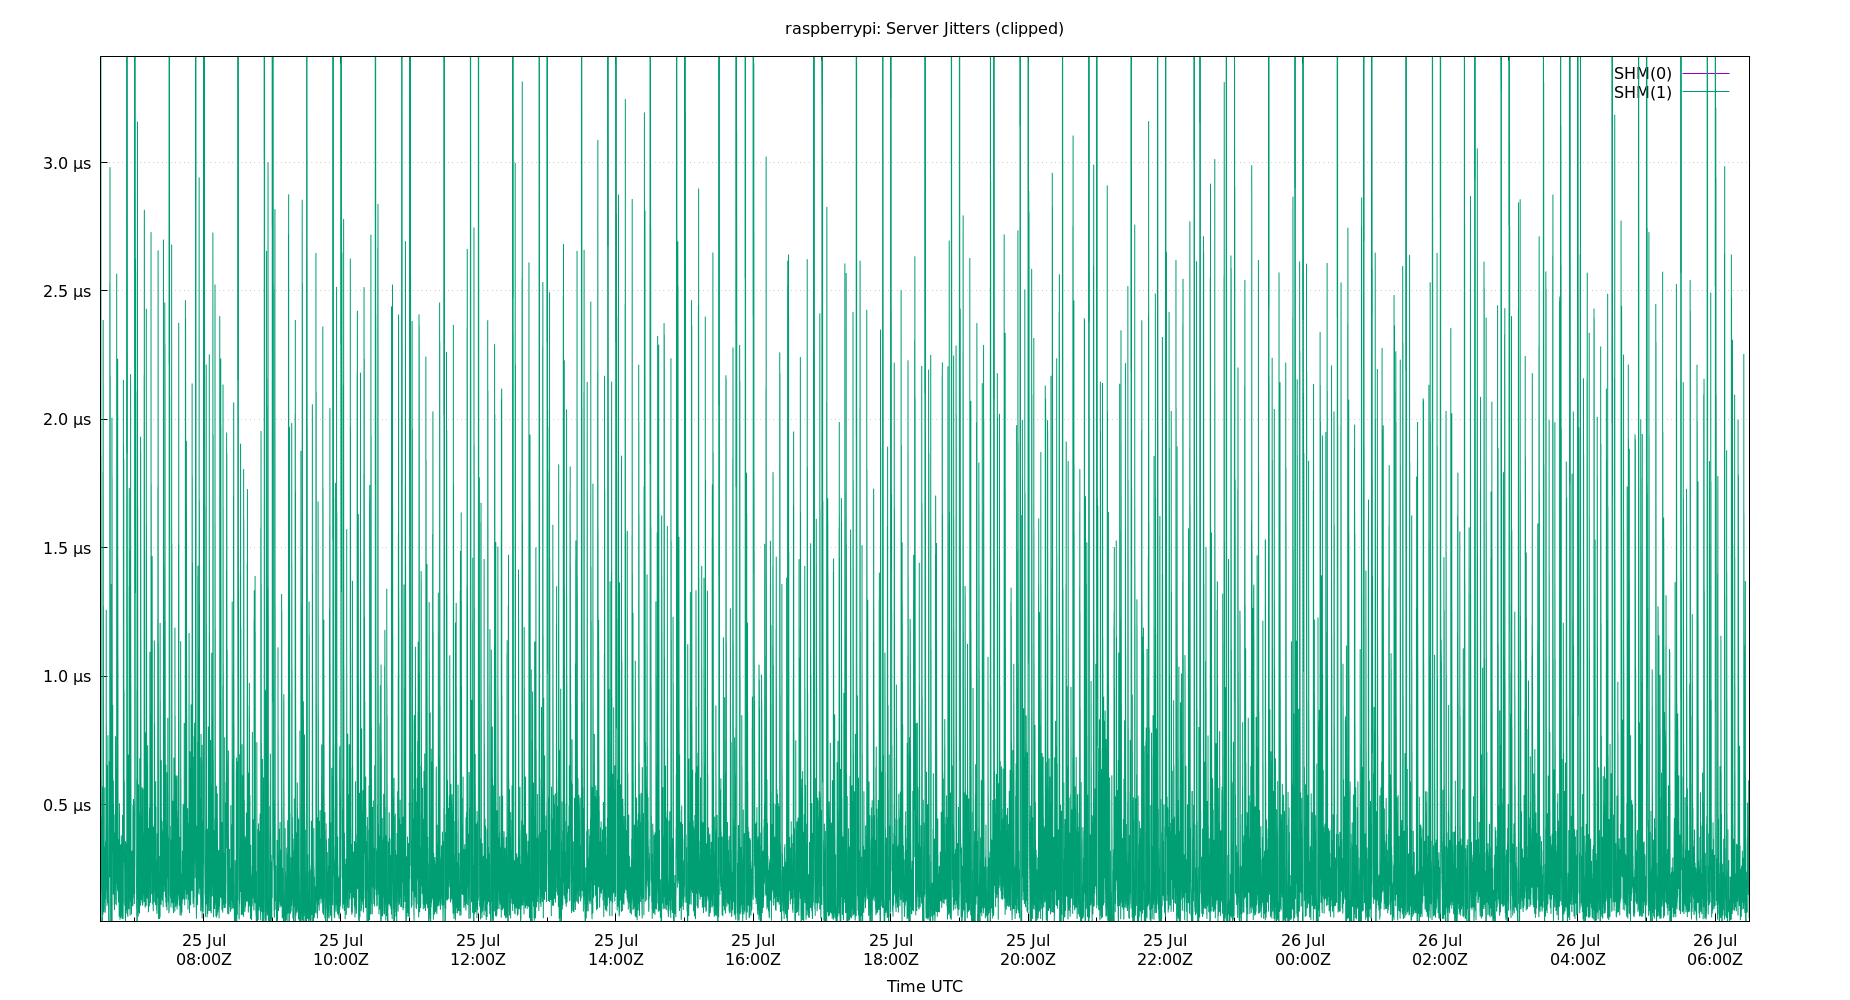 raspberrypi: Server Jitters (clipped)
SHM(0)
SHM(1)
3.0 µs
2.5 µs
2.0 µs
1.5 µs
1.0 µs
0.5 µs
25 Jul 25 Jul 25 Jul 25 Jul 25 Jul 25 Jul 25 Jul 25 Jul 26 Jul 26 Jul 26 Jul 26 Jul
08:00Z 10:00Z 12:00Z 14:00Z 16:00Z 18:00Z 20:00Z 22:00Z 00:00Z 02:00Z 04:00Z 06:00Z
Time UTC